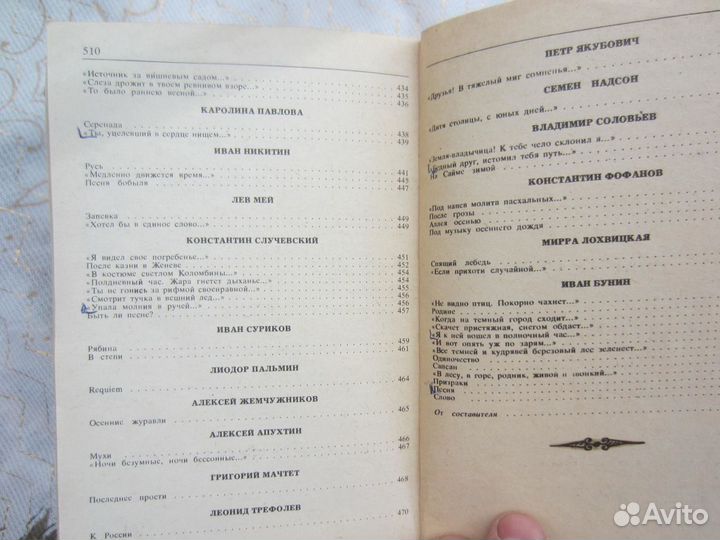 510
«Источник за вишневым садом...» 434
«Слеза дрожит в твоем ревнивом взоре...» 435
«То было раннею весной...» 436
КАРОЛИНА ПАВЛОВА
Серенада 438
«Ты, уцелевший в сердце нищем...» 439
ИВАН НИКИТИН
Русь 441
«Медленно движется время...» 445
Песня бобыля 447
ЛЕВ МЕЙ
Запевка 449
«Хотел бы в единое слово...» 449
КОНСТАНТИН СЛУЧЕВСКИЙ
«Я видел свое погребенье...» 451
После казни в Женеве 452
«В костюме светлом Коломбины...» 453
«Полдневный час. Жара гнетет дыханье...» 454
«Ты не гонись за рифмой своенравной...» 454
«Смотрит тучка в вешний лед...» 456
«Упала молния в ручей...» 456
Быть ли песне? 457
ИВАН СУРИКОВ
Рябина 459
В степи 461
ЛИОДОР ПАЛЬМИН
Requiem 464
АЛЕКСЕЙ ЖЕМЧУЖНИКОВ
Осенние журавли 465
АЛЕКСЕЙ АПУХТИН
Мухи 466
«Ночи безумные, ночи бессонные...» 467
ГРИГОРИЙ МАЧТЕТ
Последнее прости 468
ЛЕОНИД ТРЕФОЛЕВ
К России 470
ПЕТР ЯКУБОВИЧ
«Друзья! В тяжелый миг сомненья...»
СЕМЕН НАДСОН
«Дитя столицы, с юных дней...»
ВЛАДИМИР СОЛОВЬЕВ
«Земля-владычица! К тебе чело склонил я...»
«Бедный друг, истомил тебя путь...»
На Сайме зимой
КОНСТАНТИН ФОФАНОВ
«Под напев молитв пасхальных...»
После грозы
Аллея осенью
Под музыку осеннего дождя
МИРРА ЛОХВИЦКАЯ
Спящий лебедь
«Если прихоти случайной...»
ИВАН БУНИН
«Не видно птиц. Покорно чахнет...»
Родине
«Когда на темный город сходит...»
«Скачет пристяжная, снегом обдает...»
«Я к ней вошел в полночный час...»
«И вот опять уж по зарям...»
«Все темней и кудрявей березовый лес зеленеет...»
Одиночество
Сапсан
«В лесу, в горе, родник, живой и звонкий...»
Призраки
Песня
Слово
От составителя
Avito